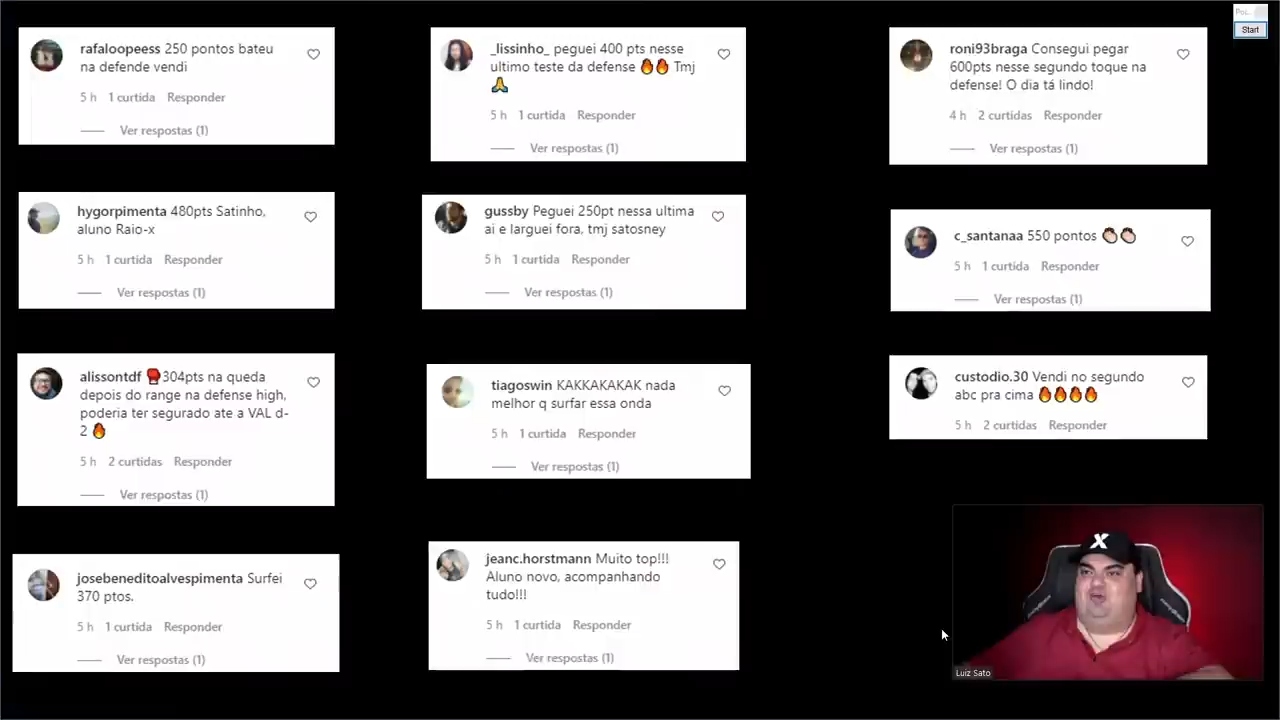 rafaloopeess 250 pontos bateu
na defende vendi
5 h 1 curtida Responder
Ver respostas (1)
_lissinho_ peguei 400 pts nesse
ultimo teste da defense 🔥🔥 Tmj
🙏
5 h 1 curtida Responder
Ver respostas (1)
roni93braga Consegui pegar
600pts nesse segundo toque na
defense! O dia tá lindo!
4 h 2 curtidas Responder
Ver respostas (1)
Start
hygorpimenta 480pts Satinho,
aluno Raio-x
5 h 1 curtida Responder
Ver respostas (1)
gussby Peguei 250pt nessa ultima
ai e larguei fora, tmj satosney
5 h 1 curtida Responder
Ver respostas (1)
c_santanaa 550 pontos 👏🏻👏🏻
5 h 1 curtida Responder
Ver respostas (1)
alissontdf 🥊304pts na queda
depois do range na defense high,
poderia ter segurado ate a VAL d-
2 🔥
5 h 2 curtidas Responder
Ver respostas (1)
tiagoswin KAKKAKAKAK nada
melhor q surfar essa onda
5 h 1 curtida Responder
Ver respostas (1)
custodio.30 Vendi no segundo
abc pra cima 🔥🔥🔥🔥
5 h 2 curtidas Responder
josebeneditoalvespimenta Surfei
370 ptos.
5 h 1 curtida Responder
Ver respostas (1)
jeanc.horstmann Muito top!!!
Aluno novo, acompanhando
tudo!!!
5 h 1 curtida Responder
Ver respostas (1)
X
Luiz Sato